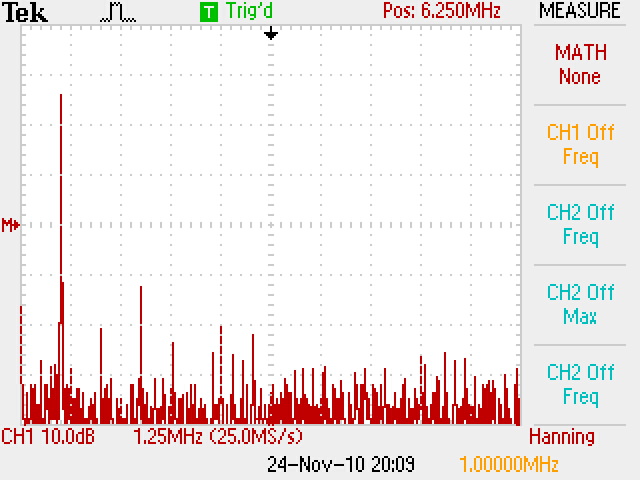 Tek T Trig'd Pos: 6.250MHz MEASURE
MATH
None
CH1 Off
Freq
CH2 Off
Freq
M
CH2 Off
Max
CH2 Off
Freq
CH1 10.0dB 1.25MHz (25.0MS/s) Hanning
24-Nov-10 20:09 1.00000MHz